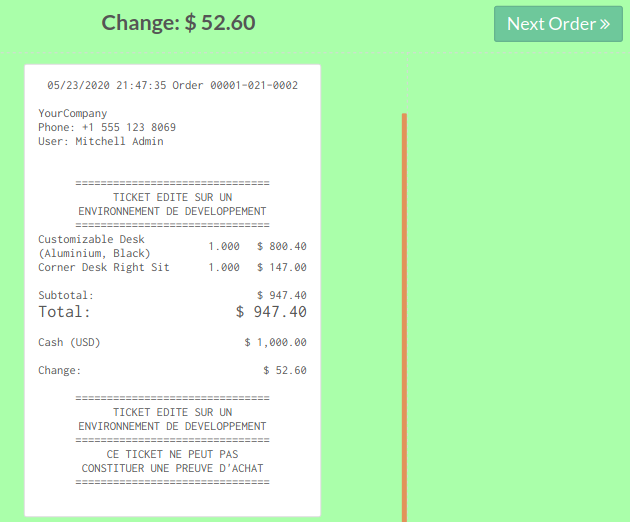 Change: $ 52.60
Next Order »
05/23/2020 21:47:35 Order 00001-021-0002
YourCompany
Phone: +1 555 123 8069
User: Mitchell Admin
===============================
TICKET EDITE SUR UN
ENVIRONNEMENT DE DEVELOPPEMENT
===============================
Customizable Desk
(Aluminium, Black) 1.000 $ 800.40
Corner Desk Right Sit 1.000 $ 147.00
Subtotal: $ 947.40
Total: $ 947.40
Cash (USD) $ 1,000.00
Change: $ 52.60
===============================
TICKET EDITE SUR UN
ENVIRONNEMENT DE DEVELOPPEMENT
===============================
CE TICKET NE PEUT PAS
CONSTITUER UNE PREUVE D'ACHAT
===============================